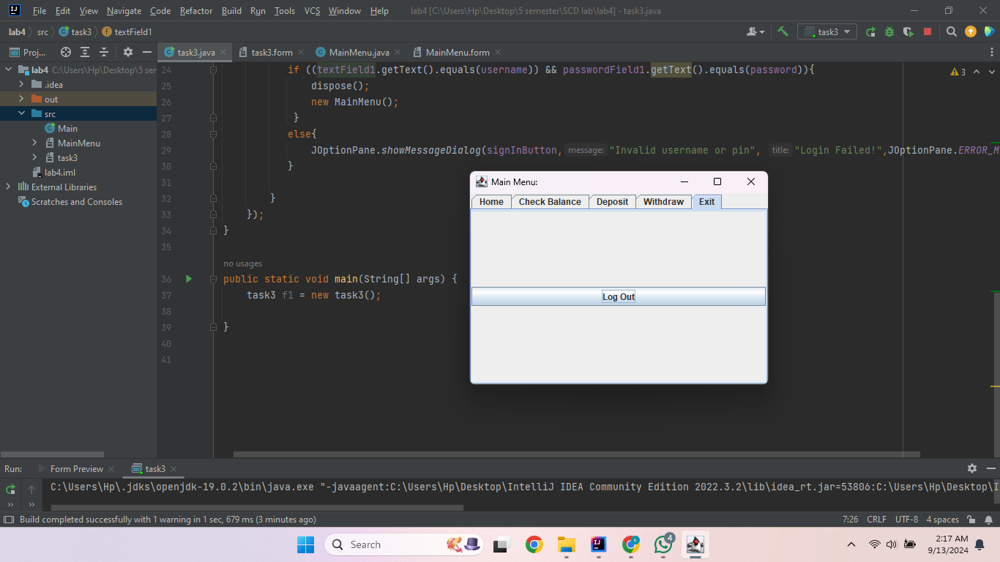 File Edit View Navigate Code Refactor Build Run Tools VCS Window Help lab4 [C:\Users\Hp\Desktop\5 semester\SCD lab\lab4] - task3.java
lab4 src task3 textField1 task3
Proj... task3.java task3.form MainMenu.java MainMenu.form
lab4 C:\Users\Hp\Desktop\5 sem
.idea
out
src
Main
MainMenu
task3
lab4.iml
External Libraries
Scratches and Consoles
24 if ((textField1.getText().equals(username)) && passwordField1.getText().equals(password)){
3
25 dispose();
26 new MainMenu();
27 }
28 else{
29 JOptionPane.showMessageDialog(signInButton, message: "Invalid username or pin", title: "Login Failed!",JOptionPane.ERROR_M
30 }
31
32 }
33 });
34 }
35
no usages
36 public static void main(String[] args) {
37 task3 f1 = new task3();
38
39 }
40
41
Main Menu:
Home Check Balance Deposit Withdraw Exit
Log Out
Run: Form Preview task3
C:\Users\Hp\.jdks\openjdk-19.0.2\bin\java.exe "-javaagent:C:\Users\Hp\Desktop\IntelliJ IDEA Community Edition 2022.3.2\lib\idea_rt.jar=53806:C:\Users\Hp\Desktop\I
Build completed successfully with 1 warning in 1 sec, 679 ms (3 minutes ago) 7:26 CRLF UTF-8 4 spaces
Search
4
2:17 AM
9/13/2024